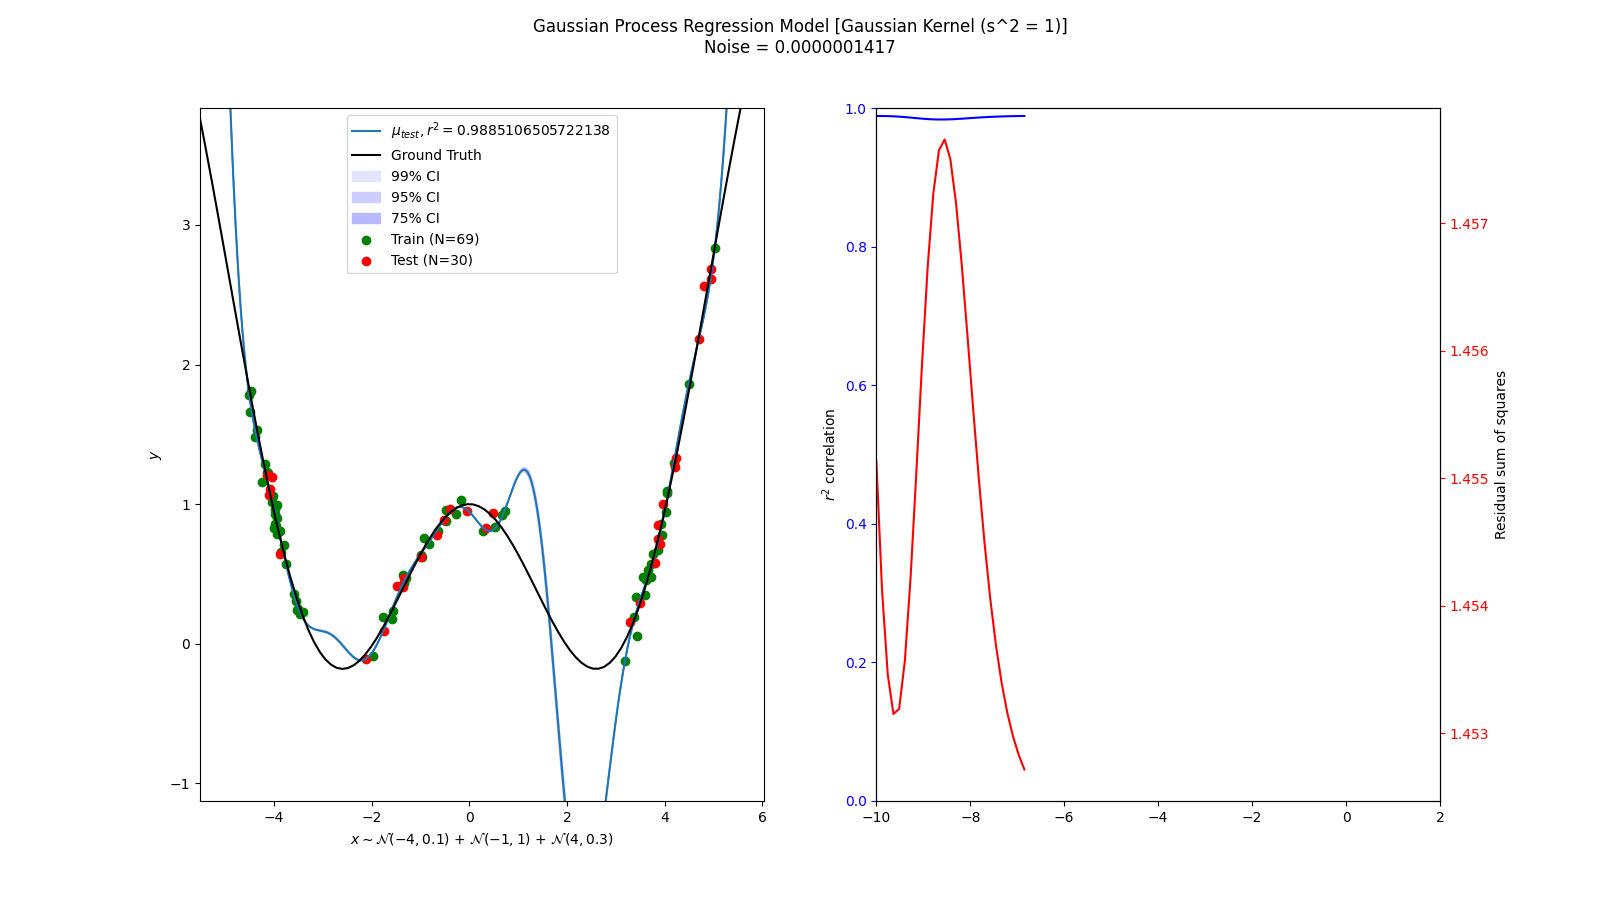 Gaussian Process Regression Model [Gaussian Kernel (s^2 = 1)]
Noise = 0.0000001417
μ_test, r² = 0.9885106505722138
Ground Truth
99% CI
95% CI
75% CI
Train (N=69)
Test (N=30)
3
2
1
0
−1
y
−4
−2
0
2
4
6
x ∼ 𝒩(−4, 0.1) + 𝒩(−1, 1) + 𝒩(4, 0.3)
1.0
0.8
0.6
0.4
0.2
0.0
r² correlation
−10
−8
−6
−4
−2
0
2
1.457
1.456
1.455
1.454
1.453
Residual sum of squares